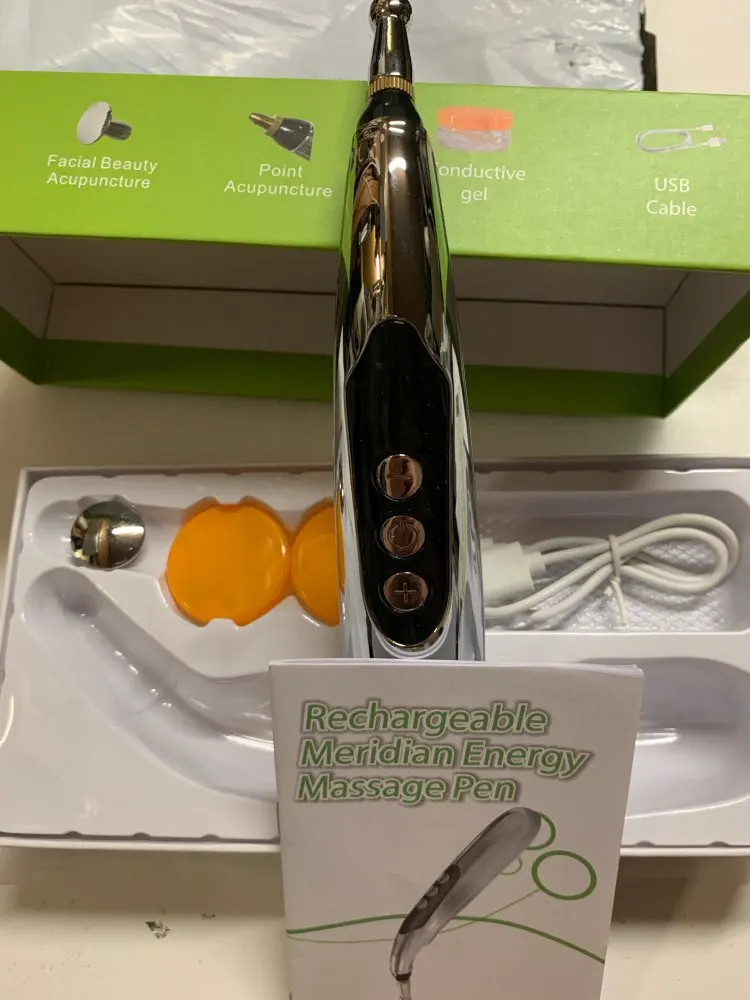 Facial Beauty
Acupuncture
Point
Acupuncture
onductive
gel
USB
Cable
Rechargeable
Meridian Energy
Massage Pen